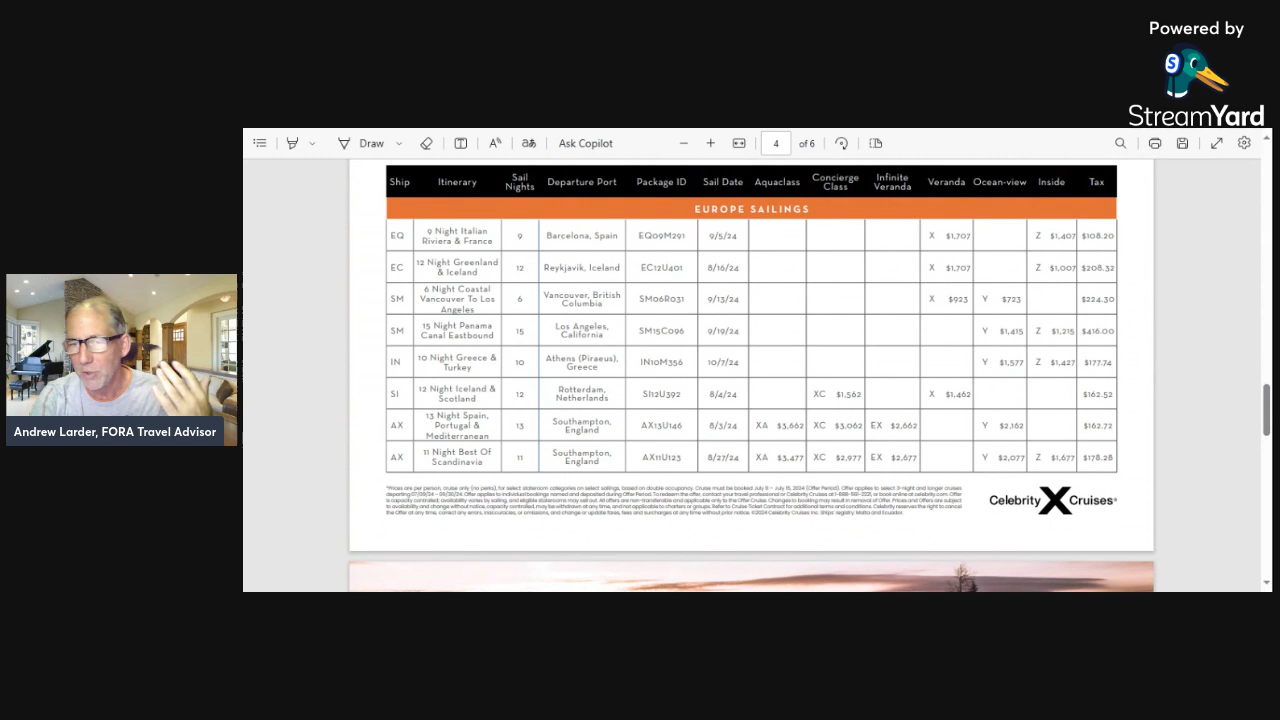 Powered by
StreamYard
Draw
Ask Copilot
4 of 6
Ship Itinerary Sail Nights Departure Port Package ID Sail Date Aquaclass Concierge Class Infinite Veranda Veranda Ocean-view Inside Tax
EUROPE SAILINGS
EQ 9 Night Italian Riviera & France 9 Barcelona, Spain EQ09M291 9/5/24 X $1,707 Z $1,407 $108.20
EC 12 Night Greenland & Iceland 12 Reykjavik, Iceland EC12U401 8/16/24 X $1,707 Z $1,007 $208.32
SM 6 Night Coastal Vancouver To Los Angeles 6 Vancouver, British Columbia SM06R031 9/13/24 X $923 Y $723 $224.30
SM 15 Night Panama Canal Eastbound 15 Los Angeles, California SM15C096 9/19/24 Y $1,415 Z $1,215 $416.00
IN 10 Night Greece & Turkey 10 Athens (Piraeus), Greece IN10M356 10/7/24 Y $1,577 Z $1,427 $177.74
SI 12 Night Iceland & Scotland 12 Rotterdam, Netherlands SI12U392 8/4/24 XC $1,562 X $1,462 $162.52
AX 13 Night Spain, Portugal & Mediterranean 13 Southampton, England AX13U146 8/3/24 XA $3,662 XC $3,062 EX $2,662 Y $2,162 $162.72
AX 11 Night Best Of Scandinavia 11 Southampton, England AX11U123 8/27/24 XA $3,477 XC $2,977 EX $2,677 Y $2,077 Z $1,677 $178.28
Celebrity X Cruises®
Andrew Larder, FORA Travel Advisor